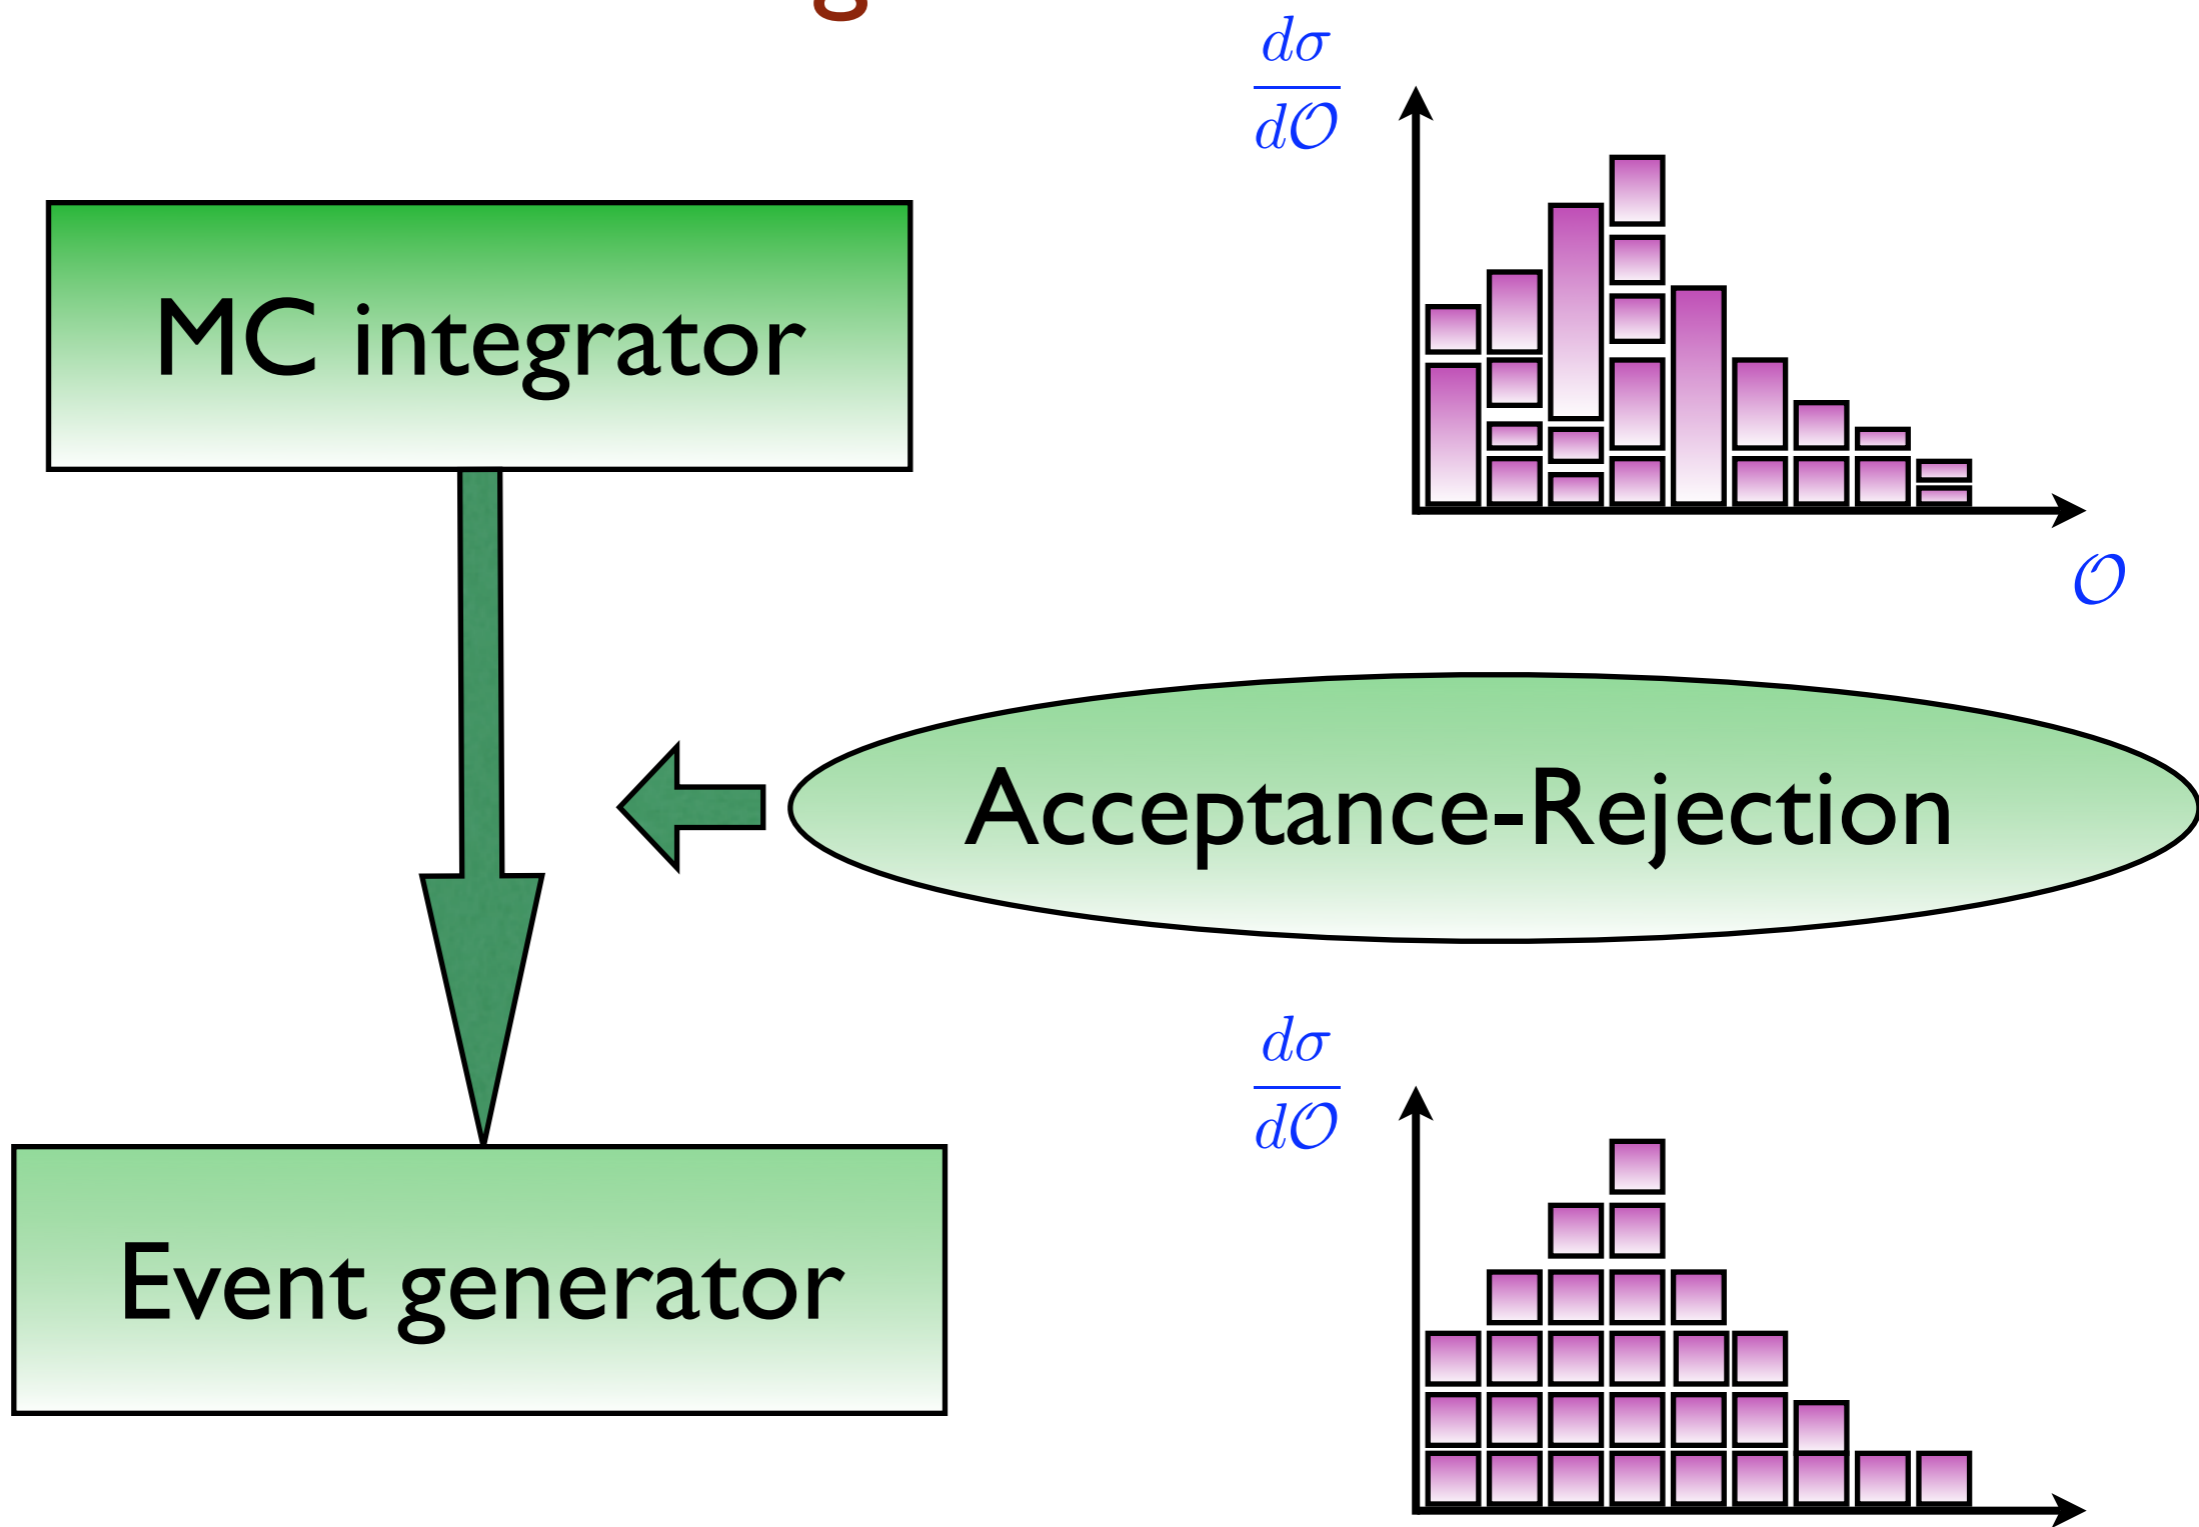 dσ
d𝒪
MC integrator
𝒪
Acceptance-Rejection
dσ
d𝒪
Event generator